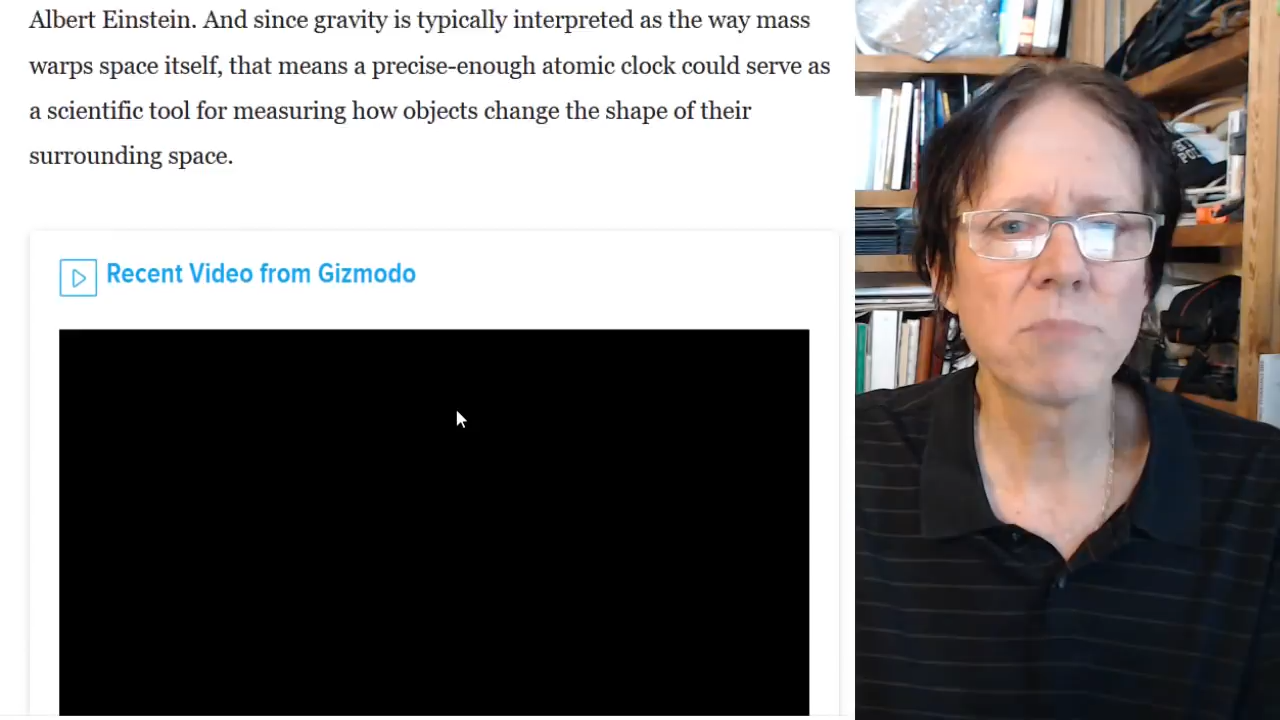 Albert Einstein. And since gravity is typically interpreted as the way mass
warps space itself, that means a precise-enough atomic clock could serve as
a scientific tool for measuring how objects change the shape of their
surrounding space.
Recent Video from Gizmodo